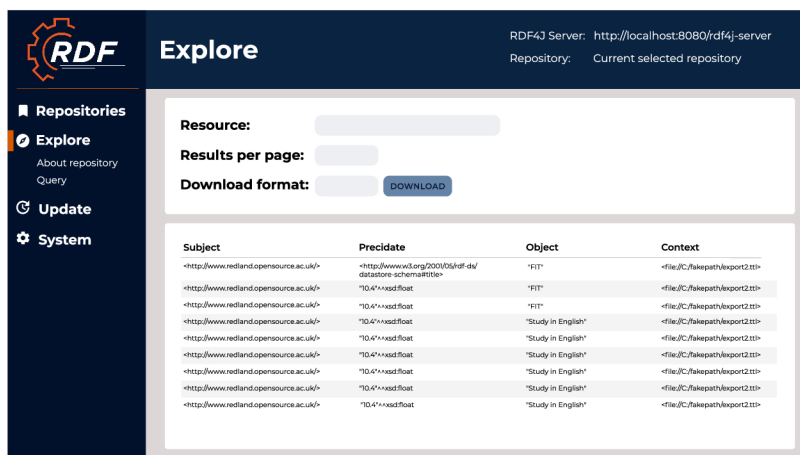 RDF
Explore
RDF4J Server: http://localhost:8080/rdf4j-server
Repository: Current selected repository
Repositories
Explore
About repository
Query
Update
System
Resource:
Results per page:
Download format: DOWNLOAD
Subject Precidate Object Context
<http://www.redland.opensource.ac.uk/> <http://www.w3.org/2001/05/rdf-ds/ "FIT" <file://C:/fakepath/export2.ttl>
datastore-schema#title>
<http://www.redland.opensource.ac.uk/> "10.4"^^xsd:float "FIT" <file://C:/fakepath/export2.ttl>
<http://www.redland.opensource.ac.uk/> "10.4"^^xsd:float "FIT" <file://C:/fakepath/export2.ttl>
<http://www.redland.opensource.ac.uk/> "10.4"^^xsd:float "Study in English" <file://C:/fakepath/export2.ttl>
<http://www.redland.opensource.ac.uk/> "10.4"^^xsd:float "Study in English" <file://C:/fakepath/export2.ttl>
<http://www.redland.opensource.ac.uk/> "10.4"^^xsd:float "Study in English" <file://C:/fakepath/export2.ttl>
<http://www.redland.opensource.ac.uk/> "10.4"^^xsd:float "Study in English" <file://C:/fakepath/export2.ttl>
<http://www.redland.opensource.ac.uk/> "10.4"^^xsd:float "Study in English" <file://C:/fakepath/export2.ttl>
<http://www.redland.opensource.ac.uk/> "10.4"^^xsd:float "Study in English" <file://C:/fakepath/export2.ttl>